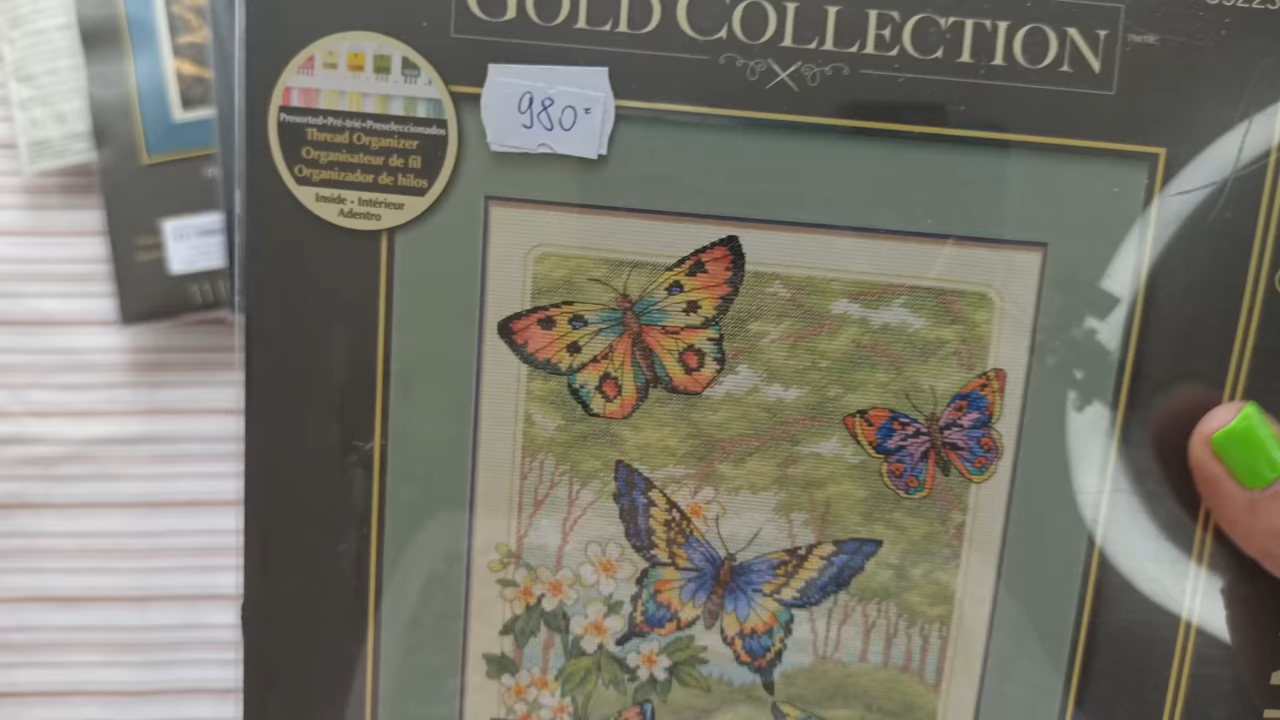 GOLD COLLECTION
980=
Presorted•Pré-trié•Preseleccionados
Thread Organizer
Organisateur de fil
Organizador de hilos
Inside • Intérieur
Adentro